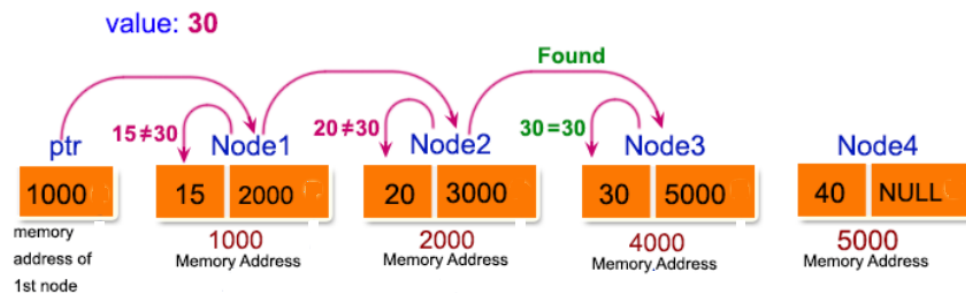 value: 30
Found
15≠30
20≠30
30=30
ptr
Node1
Node2
Node3
Node4
1000
15
2000
20
3000
30
5000
40
NULL
memory
address of
1st node
1000
Memory Address
2000
Memory Address
4000
Memory Address
5000
Memory Address